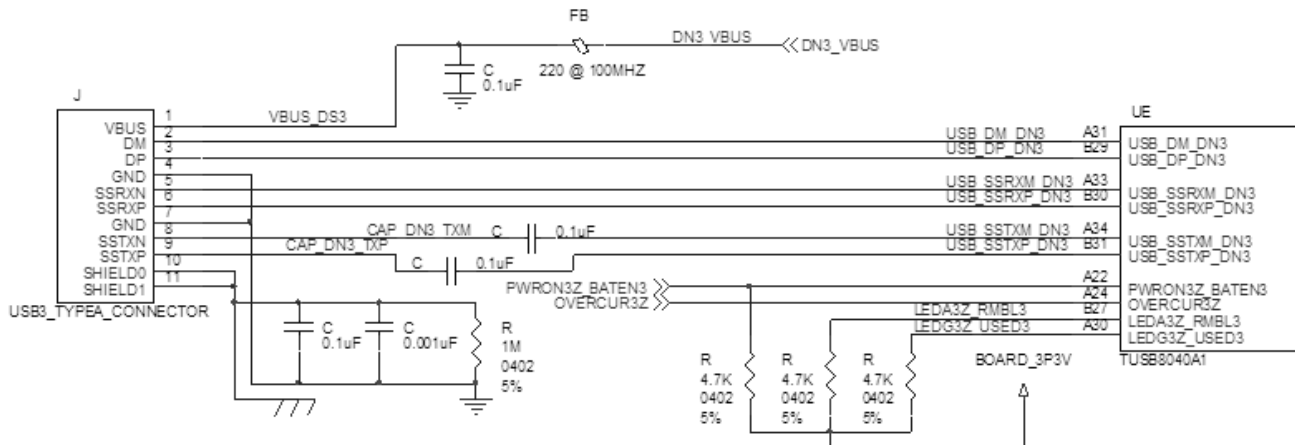 FB
DN3_VBUS
DN3_VBUS
C
0.1uF
220 @ 100MHZ
J
1
VBUS_DS3
UE
VBUS
2
USB_DM_DN3
A31
DM
3
USB_DP_DN3
B29
USB_DM_DN3
DP
4
USB_DP_DN3
GND
5
USB_SSRXM_DN3
A33
SSRXN
6
USB_SSRXP_DN3
B30
USB_SSRXM_DN3
SSRXP
7
USB_SSRXP_DN3
GND
8
CAP_DN3_TXM
C
0.1uF
USB_SSTXM_DN3
A34
SSTXN
9
CAP_DN3_TXP
USB_SSTXP_DN3
B31
USB_SSTXM_DN3
SSTXP
10
C
0.1uF
USB_SSTXP_DN3
SHIELD0
11
A22
SHIELD1
PWRON3Z_BATEN3
PWRON3Z_BATEN3
A24
OVERCUR3Z
OVERCUR3Z
USB3_TYPEA_CONNECTOR
LEDA3Z_RMBL3
B27
LEDA3Z_RMBL3
LEDG3Z_USED3
A30
LEDG3Z_USED3
TUSB8040A1
C
0.1uF
C
0.001uF
R
1M
0402
5%
R
4.7K
0402
5%
R
4.7K
0402
5%
R
4.7K
0402
5%
BOARD_3P3V